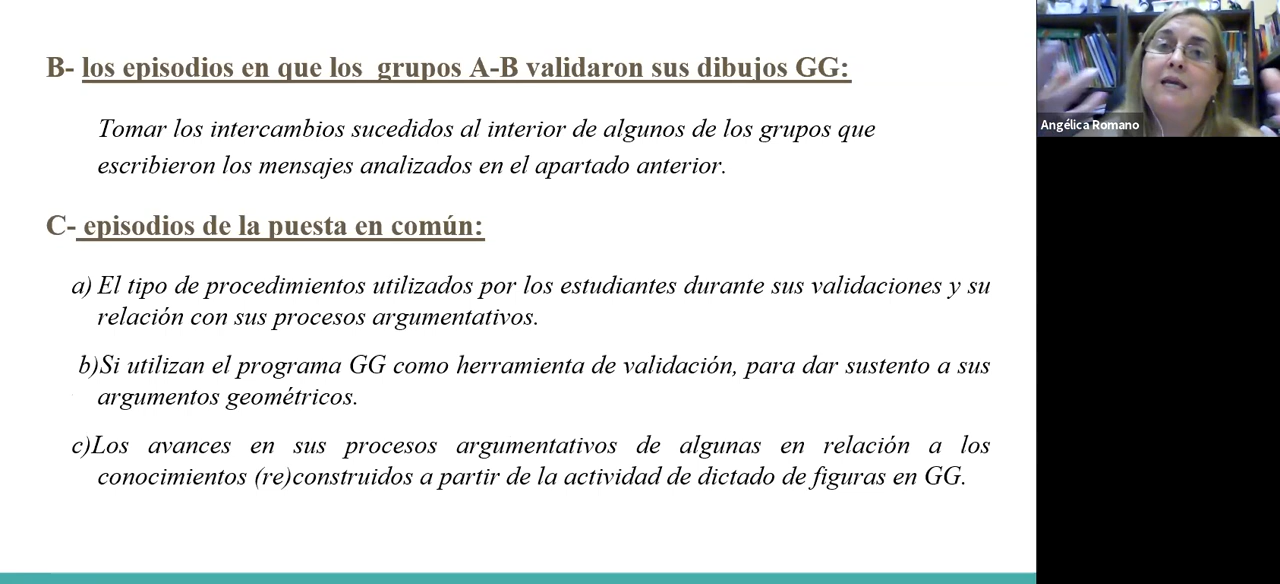 B- los episodios en que los grupos A-B validaron sus dibujos GG:
Tomar los intercambios sucedidos al interior de algunos de los grupos que
escribieron los mensajes analizados en el apartado anterior.
C- episodios de la puesta en común:
a) El tipo de procedimientos utilizados por los estudiantes durante sus validaciones y su
relación con sus procesos argumentativos.
b)Si utilizan el programa GG como herramienta de validación, para dar sustento a sus
argumentos geométricos.
c)Los avances en sus procesos argumentativos de algunas en relación a los
conocimientos (re)construidos a partir de la actividad de dictado de figuras en GG.
Angélica Romano